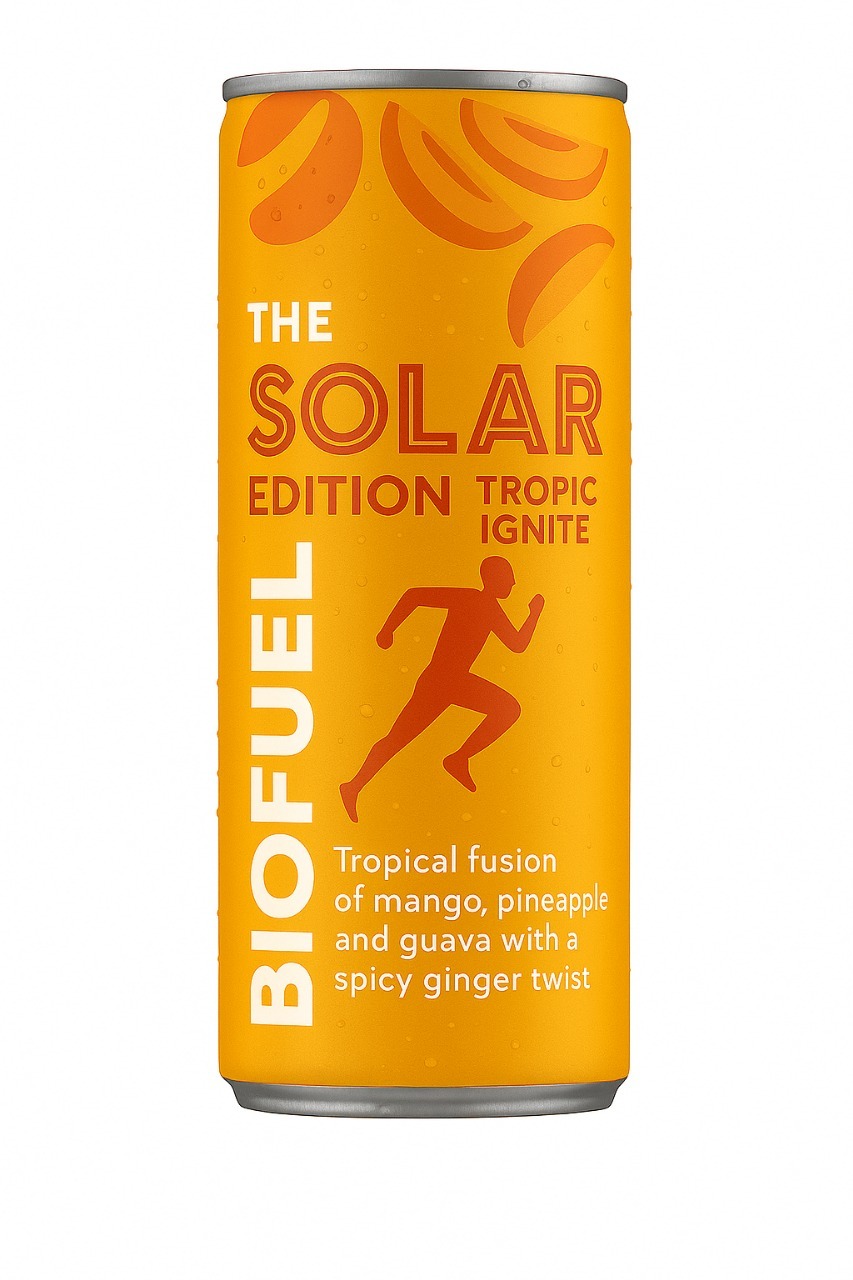 THE
SOLAR
EDITION
TROPIC
IGNITE
BIOFUEL
Tropical fusion
of mango, pineapple
and guava with a
spicy ginger twist